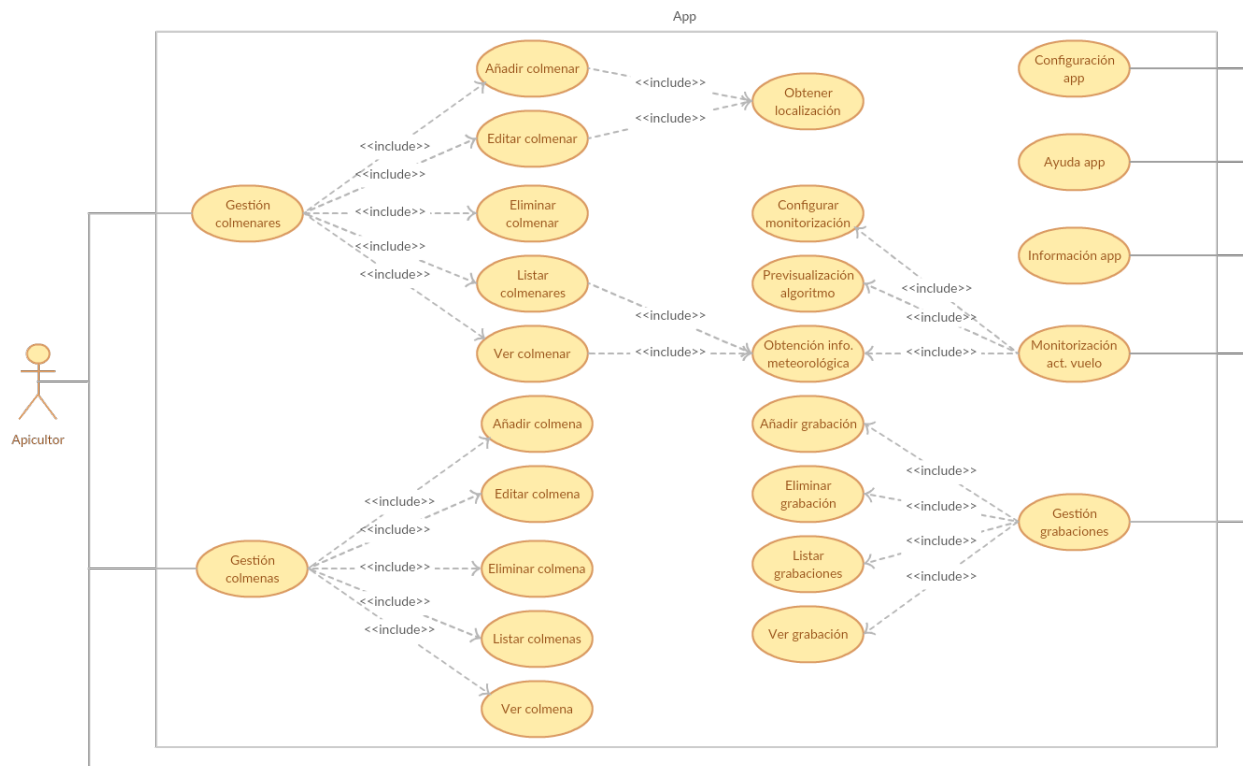 App
Añadir colmenar
<<include>>
Obtener
localización
<<include>>
Editar colmenar
<<include>>
<<include>>
Gestión
colmenares
<<include>>
Eliminar
colmenar
<<include>>
<<include>>
Listar
colmenares
<<include>>
Ver colmenar
<<include>>
Configuración
app
Ayuda app
Información app
Configurar
monitorización
Previsualización
algoritmo
Obtención info.
meteorológica
<<include>>
<<include>>
<<include>>
Monitorización
act. vuelo
Apicultor
Añadir colmena
<<include>>
Editar colmena
<<include>>
Gestión
colmenas
<<include>>
Eliminar colmena
<<include>>
<<include>>
Listar colmenas
Ver colmena
Añadir grabación
<<include>>
Eliminar
grabación
<<include>>
Gestión
grabaciones
<<include>>
Listar
grabaciones
<<include>>
Ver grabación